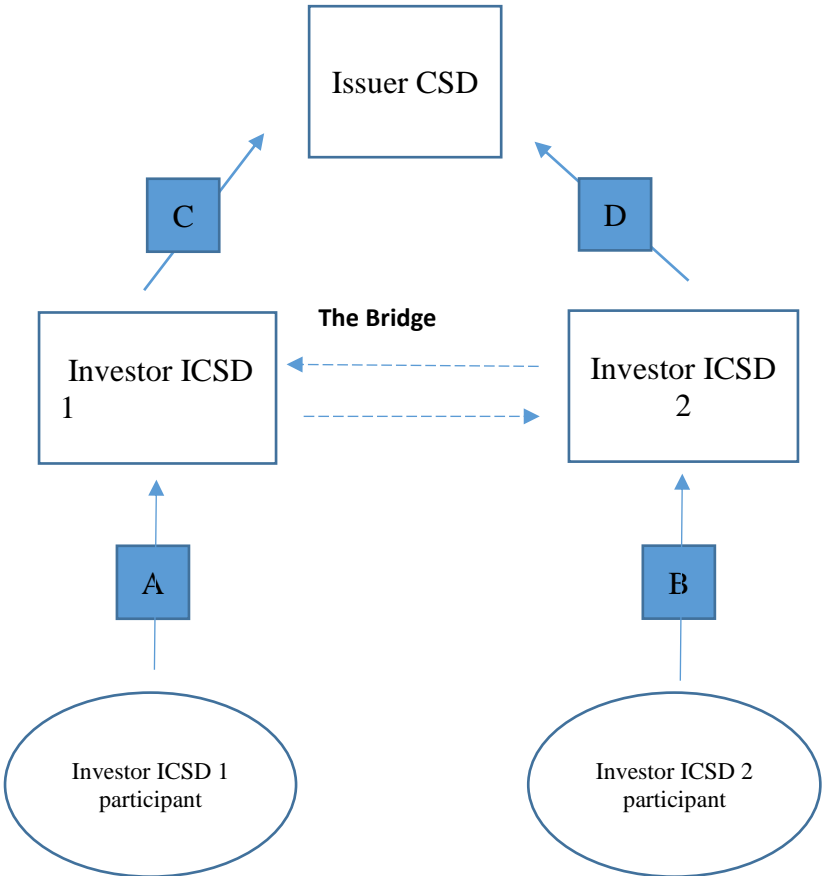 Issuer CSD
C
D
The Bridge
Investor ICSD
1
Investor ICSD
2
A
B
Investor ICSD 1
participant
Investor ICSD 2
participant